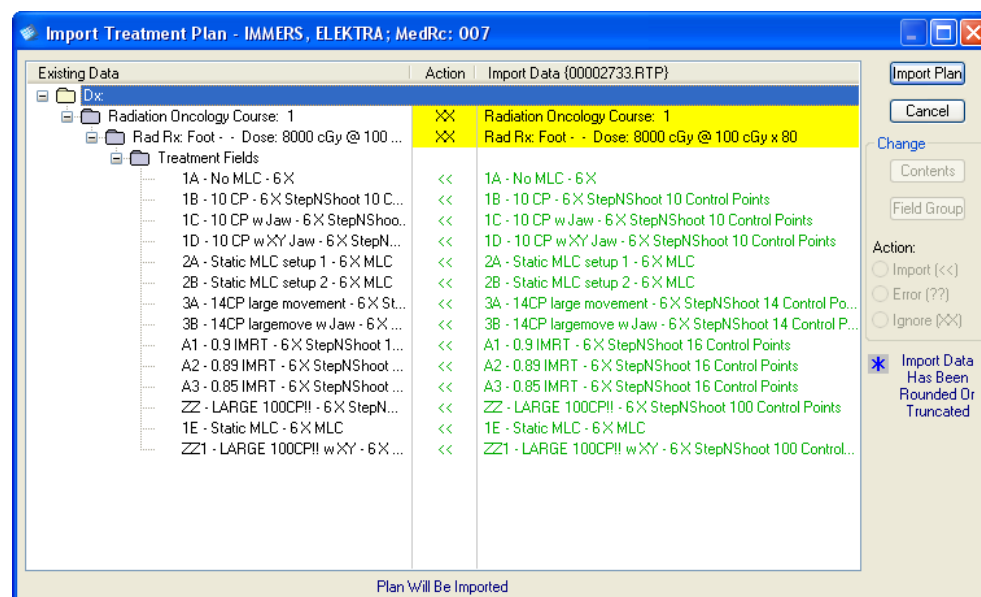 Import Treatment Plan - IMMERS, ELEKTRA; MedRc: 007
Existing Data Action Import Data {00002733.RTP}
Dx:
Radiation Oncology Course: 1 XX Radiation Oncology Course: 1
Rad Rx: Foot - - Dose: 8000 cGy @ 100 ... XX Rad Rx: Foot - - Dose: 8000 cGy @ 100 cGy x 80
Treatment Fields
1A - No MLC - 6X << 1A - No MLC - 6X
1B - 10 CP - 6X StepNShoot 10 C... << 1B - 10 CP - 6X StepNShoot 10 Control Points
1C - 10 CP w Jaw - 6X StepNShoo.. << 1C - 10 CP w Jaw - 6X StepNShoot 10 Control Points
1D - 10 CP w XY Jaw - 6X StepN... << 1D - 10 CP w XY Jaw - 6X StepNShoot 10 Control Points
2A - Static MLC setup 1 - 6X MLC << 2A - Static MLC setup 1 - 6X MLC
2B - Static MLC setup 2 - 6X MLC << 2B - Static MLC setup 2 - 6X MLC
3A - 14CP large movement - 6X St... << 3A - 14CP large movement - 6X StepNShoot 14 Control Po...
3B - 14CP largemove w Jaw - 6X ... << 3B - 14CP largemove w Jaw - 6X StepNShoot 14 Control P...
A1 - 0.9 IMRT - 6X StepNShoot 1... << A1 - 0.9 IMRT - 6X StepNShoot 16 Control Points
A2 - 0.89 IMRT - 6X StepNShoot ... << A2 - 0.89 IMRT - 6X StepNShoot 16 Control Points
A3 - 0.85 IMRT - 6X StepNShoot ... << A3 - 0.85 IMRT - 6X StepNShoot 16 Control Points
ZZ - LARGE 100CP!! - 6X StepN... << ZZ - LARGE 100CP!! - 6X StepNShoot 100 Control Points
1E - Static MLC - 6X MLC << 1E - Static MLC - 6X MLC
ZZ1 - LARGE 100CP!! w XY - 6X ... << ZZ1 - LARGE 100CP!! w XY - 6X StepNShoot 100 Control...
Plan Will Be Imported
Import Plan
Cancel
Change
Contents
Field Group
Action:
Import (<<)
Error (??)
Ignore (XX)
* Import Data
Has Been
Rounded Or
Truncated